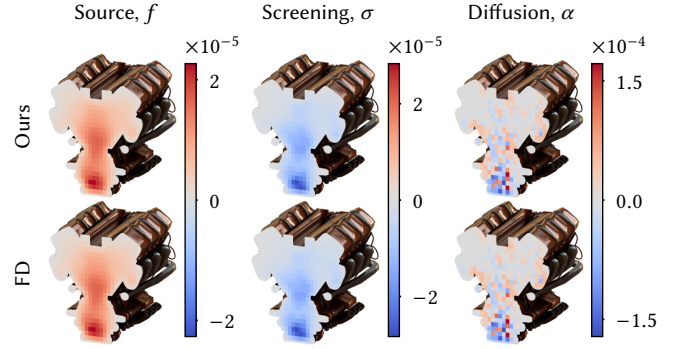 Source, f
Screening, σ
Diffusion, α
×10⁻⁵
×10⁻⁵
×10⁻⁴
Ours
FD
2
0
−2
2
0
−2
1.5
0.0
−1.5